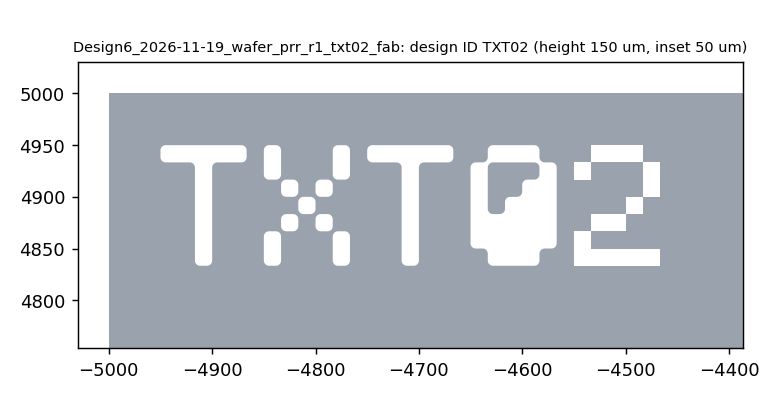 Design6_2026-11-19_wafer_prr_r1_txt02_fab: design ID TXT02 (height 150 um, inset 50 um)
5000
4950
4900
4850
4800
TXT02
−5000 −4900 −4800 −4700 −4600 −4500 −4400